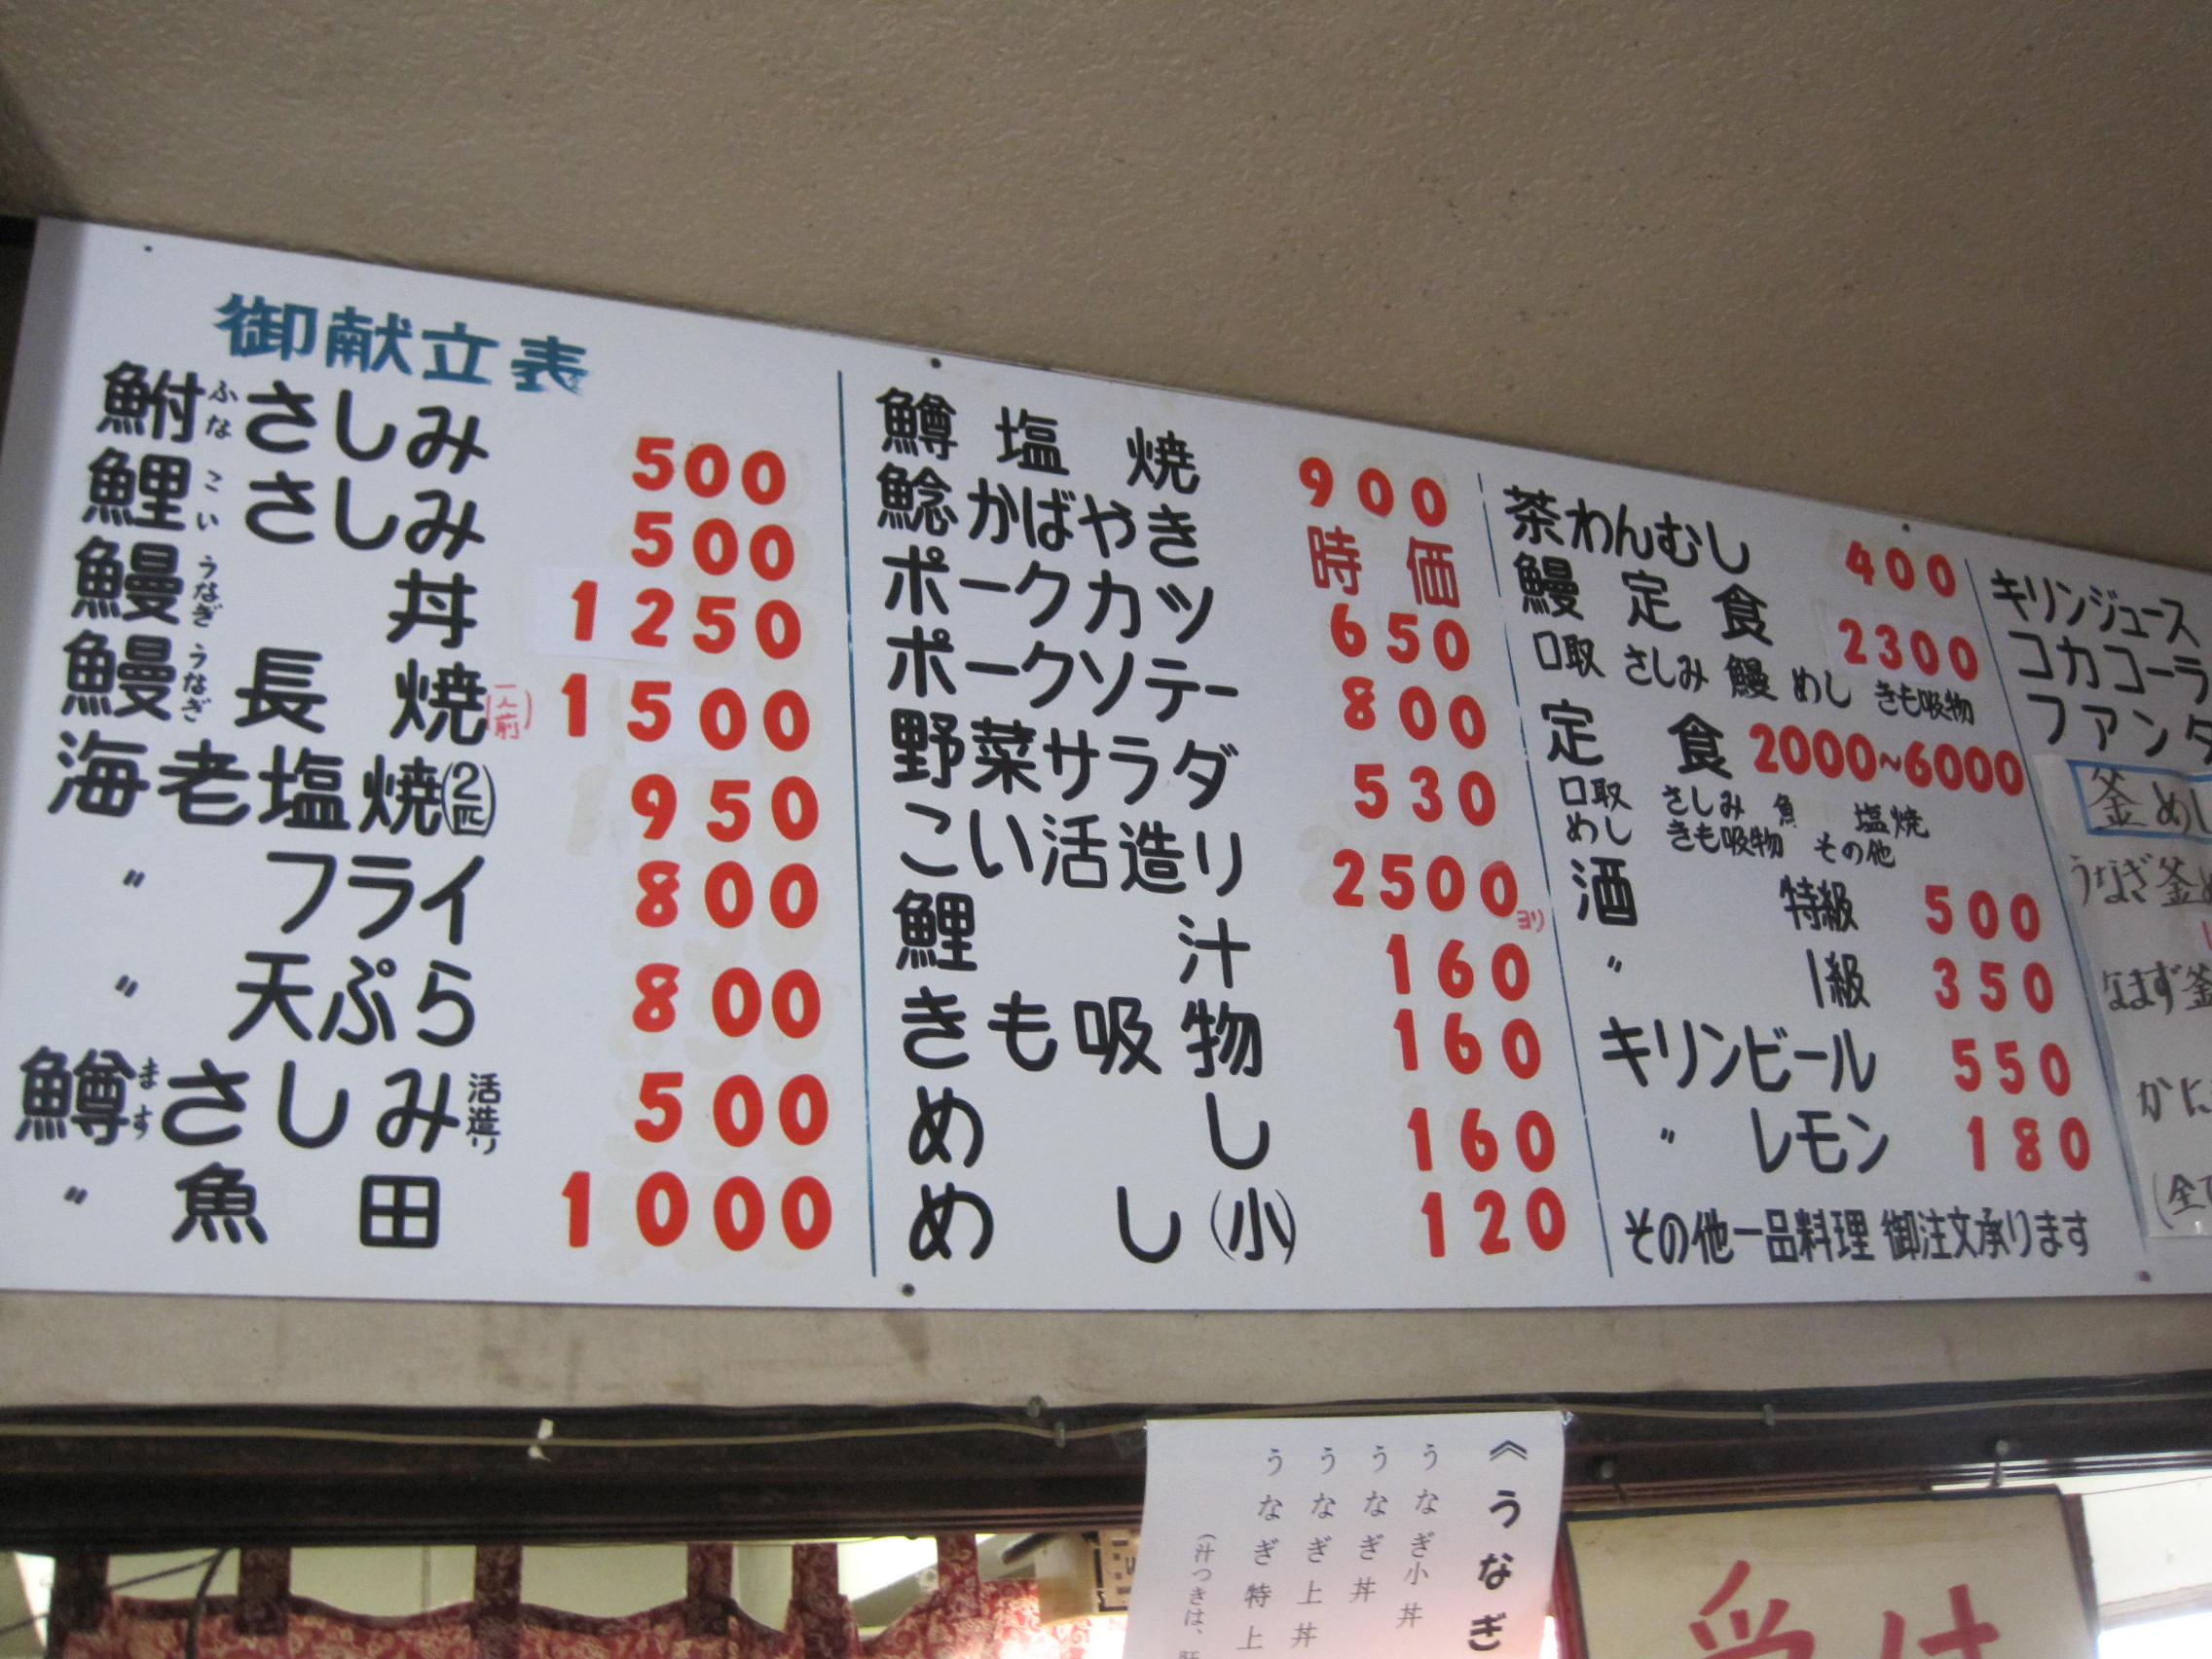 御献立表
鮒ふなさしみ 500
鯉こいさしみ 500
鰻うなぎ丼 1250
鰻うなぎ長焼(一人前) 1500
海老塩焼(2匹) 950
〃 フライ 800
〃 天ぷら 800
鱒ますさしみ活造り 500
〃 魚田 1000
鱒塩焼 900
鯰かばやき 時価
ポークカツ 650
ポークソテー 800
野菜サラダ 530
こい活造り 2500ヨリ
鯉汁 160
きも吸物 160
めし 160
めし(小) 120
茶わんむし 400
鰻定食 2300
口取 さしみ 鰻 めし きも吸物
定食 2000~6000
口取 さしみ 魚 塩焼
めし きも吸物 その他
酒 特級 500
〃 1級 350
キリンビール 550
〃 レモン 180
その他一品料理 御注文承ります
キリンジュース
コカコーラ
ファンタ
釜めし
うなぎ釜め
なまず釜
かに
(全て
《うなぎ
うなぎ小丼
うなぎ丼
うなぎ上丼
うなぎ特上
(汁つきは、肝
受付